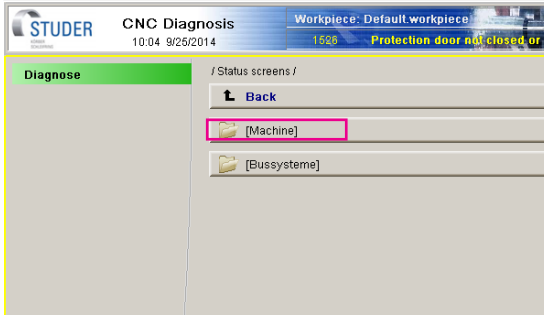 STUDER
CNC Diagnosis
Workpiece: Default.workpiece
10:04 9/25/2014
1526 Protection door not closed or
Diagnose
/ Status screens /
Back
[Machine]
[Bussysteme]